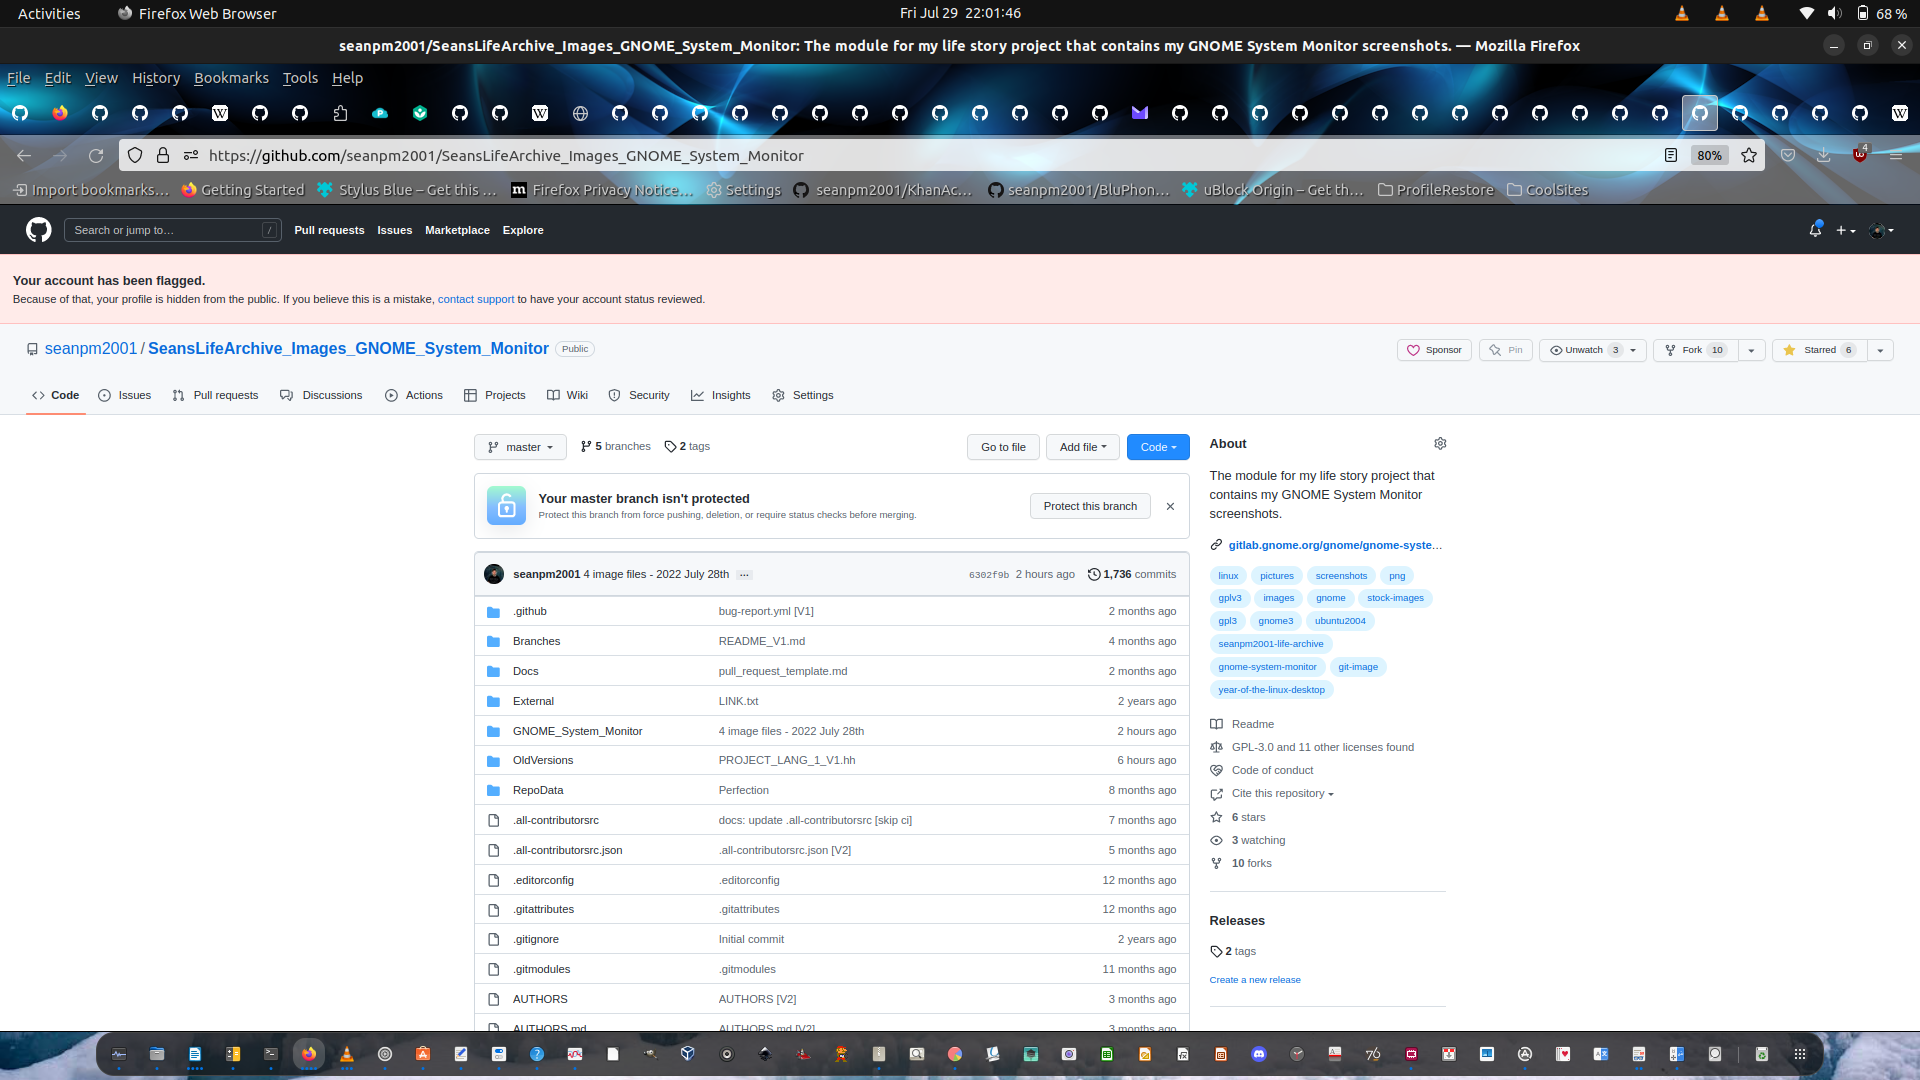 Activities Firefox Web Browser Fri Jul 29 22:01:46 68 %
seanpm2001/SeansLifeArchive_Images_GNOME_System_Monitor: The module for my life story project that contains my GNOME System Monitor screenshots. — Mozilla Firefox
File Edit View History Bookmarks Tools Help
https://github.com/seanpm2001/SeansLifeArchive_Images_GNOME_System_Monitor 80% 4
Import bookmarks… Getting Started Stylus Blue – Get this … Firefox Privacy Notice… Settings seanpm2001/KhanAc… seanpm2001/BluPhon… uBlock Origin – Get th… ProfileRestore CoolSites
Search or jump to… / Pull requests Issues Marketplace Explore
Your account has been flagged.
Because of that, your profile is hidden from the public. If you believe this is a mistake, contact support to have your account status reviewed.
seanpm2001 / SeansLifeArchive_Images_GNOME_System_Monitor Public Sponsor Pin Unwatch 3 Fork 10 Starred 6
Code Issues Pull requests Discussions Actions Projects Wiki Security Insights Settings
master 5 branches 2 tags Go to file Add file Code
Your master branch isn't protected
Protect this branch from force pushing, deletion, or require status checks before merging.
Protect this branch
seanpm2001 4 image files - 2022 July 28th … 6302f9b 2 hours ago 1,736 commits
.github bug-report.yml [V1] 2 months ago
Branches README_V1.md 4 months ago
Docs pull_request_template.md 2 months ago
External LINK.txt 2 years ago
GNOME_System_Monitor 4 image files - 2022 July 28th 2 hours ago
OldVersions PROJECT_LANG_1_V1.hh 6 hours ago
RepoData Perfection 8 months ago
.all-contributorsrc docs: update .all-contributorsrc [skip ci] 7 months ago
.all-contributorsrc.json .all-contributorsrc.json [V2] 5 months ago
.editorconfig .editorconfig 12 months ago
.gitattributes .gitattributes 12 months ago
.gitignore Initial commit 2 years ago
.gitmodules .gitmodules 11 months ago
AUTHORS AUTHORS [V2] 3 months ago
AUTHORS.md AUTHORS.md [V2] 3 months ago
About
The module for my life story project that
contains my GNOME System Monitor
screenshots.
gitlab.gnome.org/gnome/gnome-syste…
linux pictures screenshots png
gplv3 images gnome stock-images
gpl3 gnome3 ubuntu2004
seanpm2001-life-archive
gnome-system-monitor git-image
year-of-the-linux-desktop
Readme
GPL-3.0 and 11 other licenses found
Code of conduct
Cite this repository
6 stars
3 watching
10 forks
Releases
2 tags
Create a new release